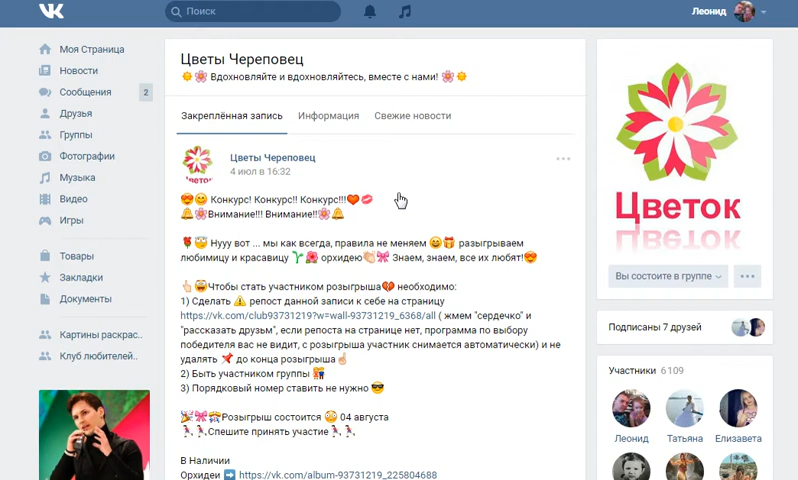 Поиск
Леонид
Моя Страница
Новости
Сообщения 2
Друзья
Группы
Фотографии
Музыка
Видео
Игры
Товары
Закладки
Документы
Картины раскрас..
Клуб любителей..
Цветы Череповец
Вдохновляйте и вдохновляйтесь, вместе с нами!
Закреплённая запись Информация Свежие новости
Цветы Череповец
4 июл в 16:32
Конкурс! Конкурс!! Конкурс!!!
Внимание!!! Внимание!!
Нууу вот ... мы как всегда, правила не меняем разыгрываем
любимицу и красавицу орхидею Знаем, знаем, все их любят!
Чтобы стать участником розыгрыша необходимо:
1) Сделать репост данной записи к себе на страницу
https://vk.com/club93731219?w=wall-93731219_6368/all ( жмем "сердечко" и
"рассказать друзьм", если репоста на странице нет, программа по выбору
победителя вас не видит, с розыгрыша участник снимается автоматически) и не
удалять до конца розыгрыша
2) Быть участником группы
3) Порядковый номер ставить не нужно
Розыгрыш состоится 04 августа
Спешите принять участие
В Наличии
Орхидеи https://vk.com/album-93731219_225804688
Цветок
Вы состоите в группе
Подписаны 7 друзей
Участники 6109
Леонид Татьяна Елизавета